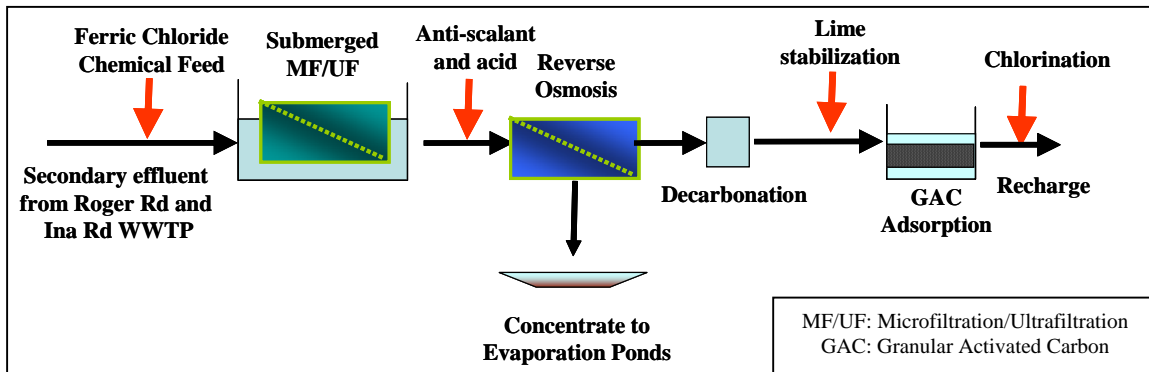 Ferric Chloride
Chemical Feed
Submerged
MF/UF
Anti-scalant
and acid
Reverse
Osmosis
Lime
stabilization
Chlorination
Secondary effluent
from Roger Rd and
Ina Rd WWTP
Decarbonation
GAC
Adsorption
Recharge
Concentrate to
Evaporation Ponds
MF/UF: Microfiltration/Ultrafiltration
GAC: Granular Activated Carbon